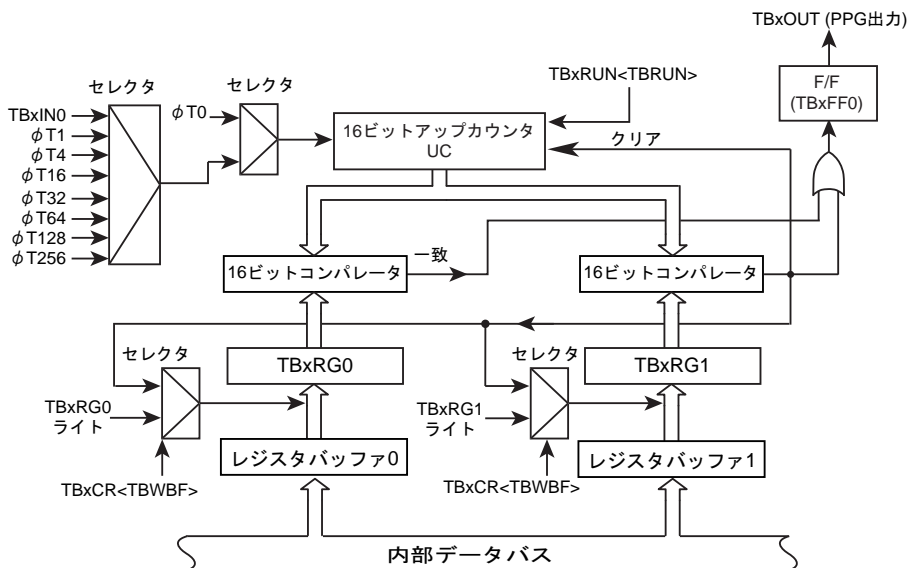 TBxOUT (PPG出力)
F/F
(TBxFF0)
セレクタ
セレクタ
TBxRUN<TBRUN>
TBxIN0
φT1
φT4
φT16
φT32
φT64
φT128
φT256
φT0
16ビットアップカウンタ
UC
クリア
16ビットコンパレータ
一致
16ビットコンパレータ
セレクタ
TBxRG0
セレクタ
TBxRG1
TBxRG0
ライト
TBxRG1
ライト
レジスタバッファ0
レジスタバッファ1
TBxCR<TBWBF>
TBxCR<TBWBF>
内部データバス